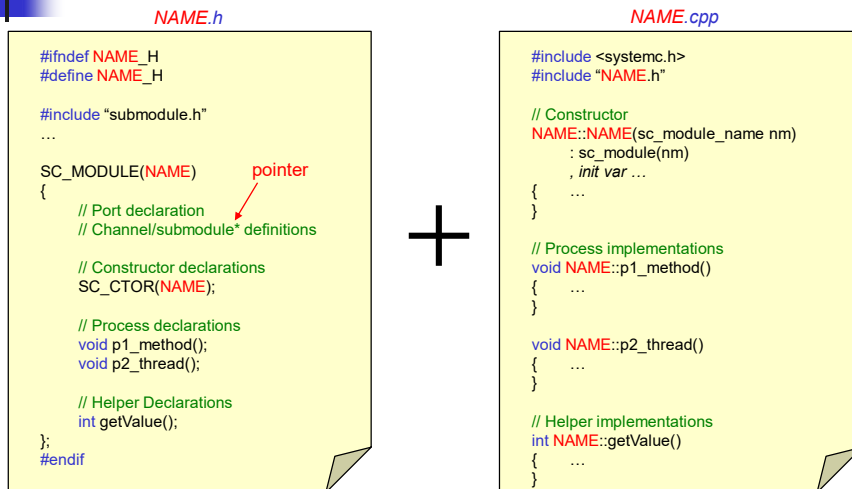 NAME.h
#ifndef NAME_H
#define NAME_H
#include “submodule.h”
…
SC_MODULE(NAME)
pointer
{
// Port declaration
// Channel/submodule* definitions
// Constructor declarations
SC_CTOR(NAME);
// Process declarations
void p1_method();
void p2_thread();
// Helper Declarations
int getValue();
};
#endif
+
NAME.cpp
#include <systemc.h>
#include “NAME.h”
// Constructor
NAME::NAME(sc_module_name nm)
: sc_module(nm)
, init var …
{ …
}
// Process implementations
void NAME::p1_method()
{ …
}
void NAME::p2_thread()
{ …
}
// Helper implementations
int NAME::getValue()
{ …
}